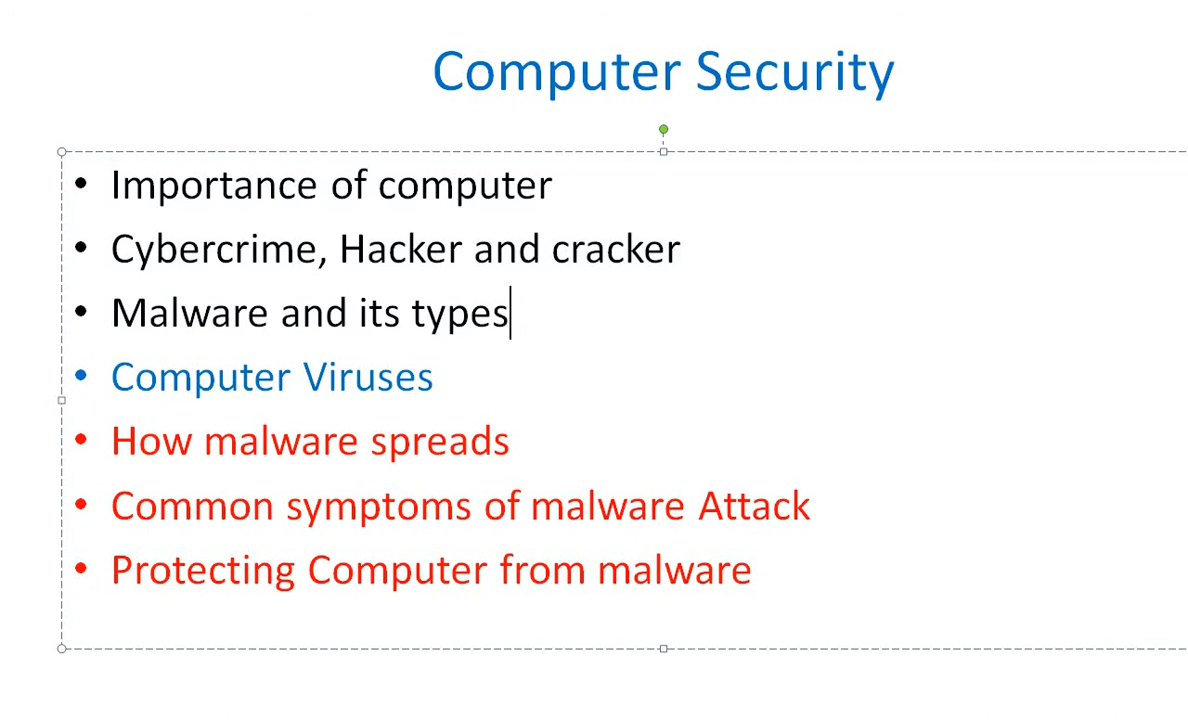 Computer Security
• Importance of computer
• Cybercrime, Hacker and cracker
• Malware and its types
• Computer Viruses
• How malware spreads
• Common symptoms of malware Attack
• Protecting Computer from malware